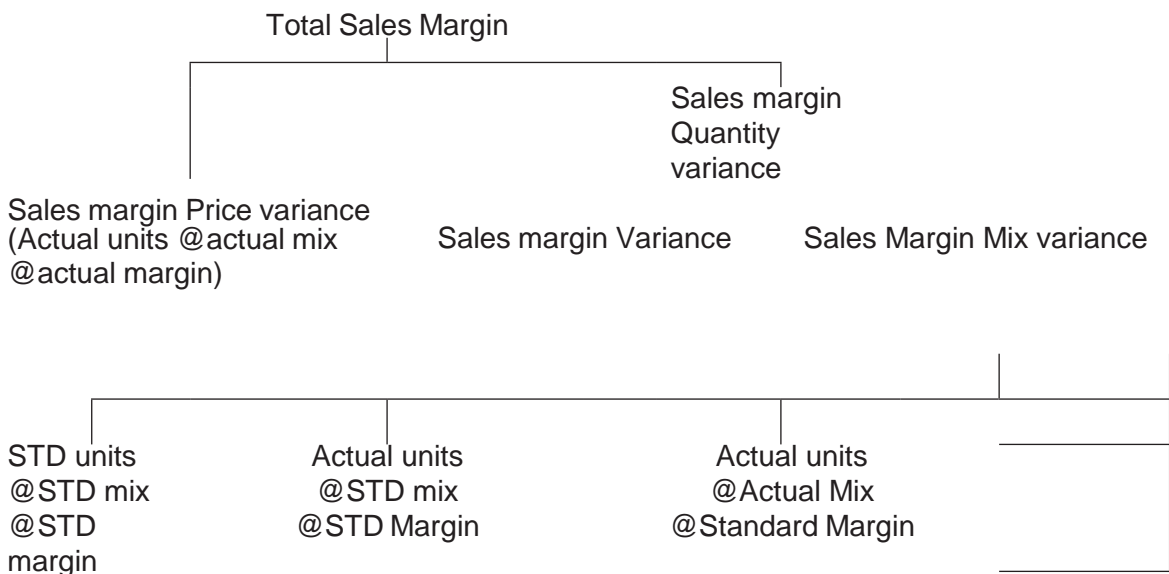 Total Sales Margin
Sales margin
Quantity
variance
Sales margin Price variance
(Actual units @actual mix
@actual margin)
Sales margin Variance
Sales Margin Mix variance
STD units
@STD mix
@STD
margin
Actual units
@STD mix
@STD Margin
Actual units
@Actual Mix
@Standard Margin